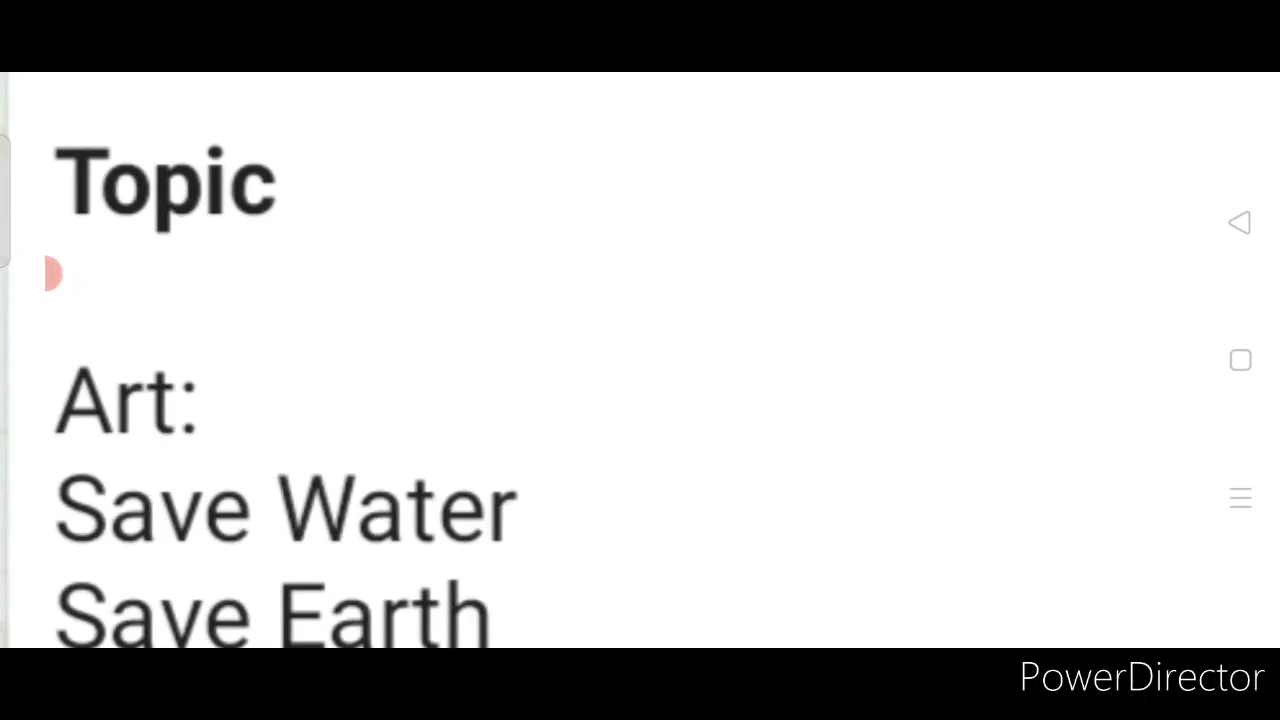 Topic
Art:
Save Water
Save Earth
PowerDirector